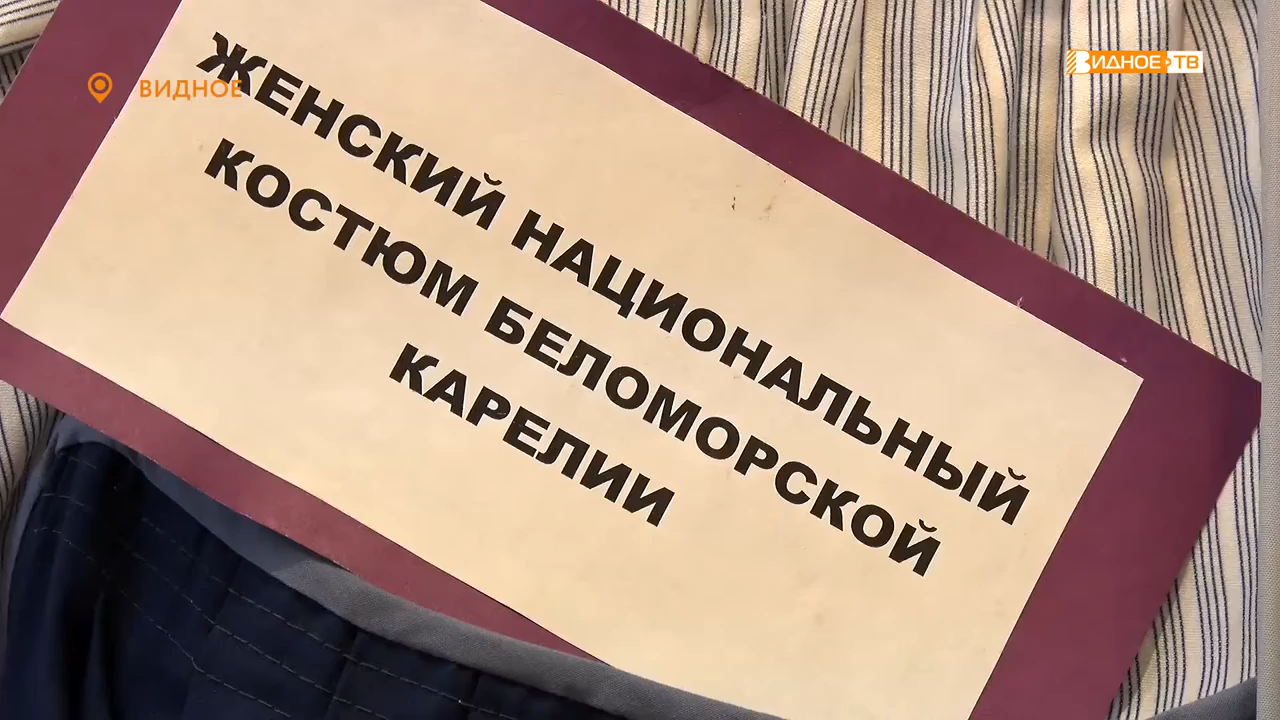 ВИДНОЕ
ВИДНОЕ ТВ
ЖЕНСКИЙ НАЦИОНАЛЬНЫЙ
КОСТЮМ БЕЛОМОРСКОЙ
КАРЕЛИИ